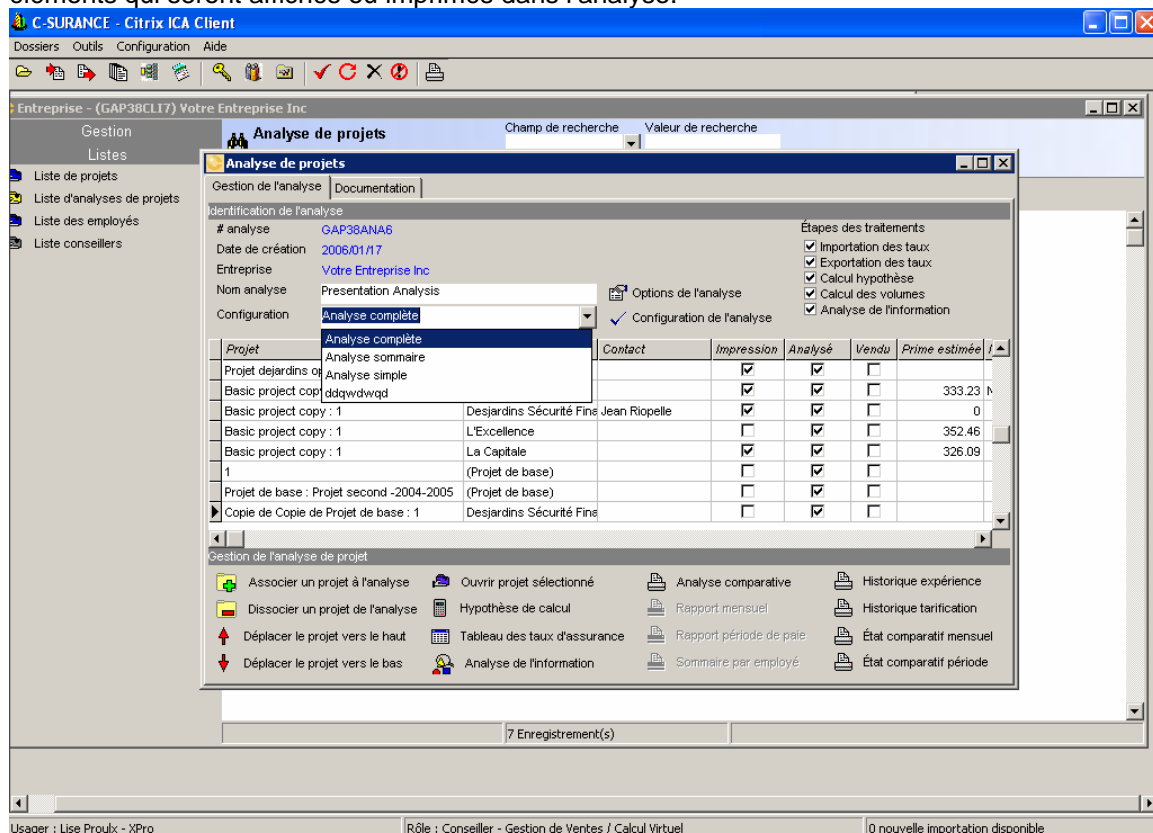 éléments qui seront affichés ou imprimés dans l'analyse.
C-SURANCE - Citrix ICA Client
Dossiers Outils Configuration Aide
Entreprise - (GAP38CLI7) Votre Entreprise Inc
Gestion
Listes
Liste de projets
Liste d'analyses de projets
Liste des employés
Liste conseillers
Analyse de projets
Champ de recherche Valeur de recherche
Analyse de projets
Gestion de l'analyse Documentation
Identification de l'analyse
# analyse GAP38ANA6
Date de création 2006/01/17
Entreprise Votre Entreprise Inc
Nom analyse Presentation Analysis
Configuration Analyse complète
Options de l'analyse
Configuration de l'analyse
Étapes des traitements
Importation des taux
Exportation des taux
Calcul hypothèse
Calcul des volumes
Analyse de l'information
Analyse complète
Analyse sommaire
Analyse simple
ddqwdwqd
Projet Contact Impression Analysé Vendu Prime estimée
Projet dejardins
Basic project copy 333.23
Basic project copy : 1 Desjardins Sécurité Fina Jean Riopelle 0
Basic project copy : 1 L'Excellence 352.46
Basic project copy : 1 La Capitale 326.09
1 (Projet de base)
Projet de base : Projet second -2004-2005 (Projet de base)
Copie de Copie de Projet de base : 1 Desjardins Sécurité Fina
Gestion de l'analyse de projet
Associer un projet à l'analyse Ouvrir projet sélectionné Analyse comparative Historique expérience
Dissocier un projet de l'analyse Hypothèse de calcul Rapport mensuel Historique tarification
Déplacer le projet vers le haut Tableau des taux d'assurance Rapport période de paie État comparatif mensuel
Déplacer le projet vers le bas Analyse de l'information Sommaire par employé État comparatif période
7 Enregistrement(s)
Usager : Lise Proulx - XPro Rôle : Conseiller - Gestion de Ventes / Calcul Virtuel 0 nouvelle importation disponible